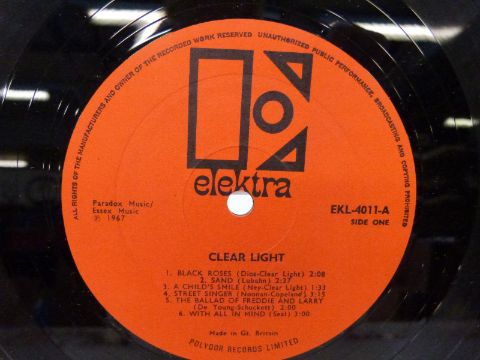 ALL RIGHTS OF THE MANUFACTURERS AND OWNER OF THE RECORDED WORK RESERVED UNAUTHORISED PUBLIC PERFORMANCE BROADCASTING AND COPYING PROHIBITED
elektra
Paradox Music/
Essex Music
℗ 1967
EKL-4011-A
SIDE ONE
CLEAR LIGHT
1. BLACK ROSES (Dios-Clear Light) 2:08
2. SAND (Lubahn) 2:37
3. A CHILD'S SMILE (Ney-Clear Light) 1:33
4. STREET SINGER (Noonan-Copeland) 3:15
5. THE BALLAD OF FREDDIE AND LARRY
(De Young-Schuckett) 2:00
6. WITH ALL IN MIND (Seal) 3:00
Made in Gt. Britain
POLYDOR RECORDS LIMITED